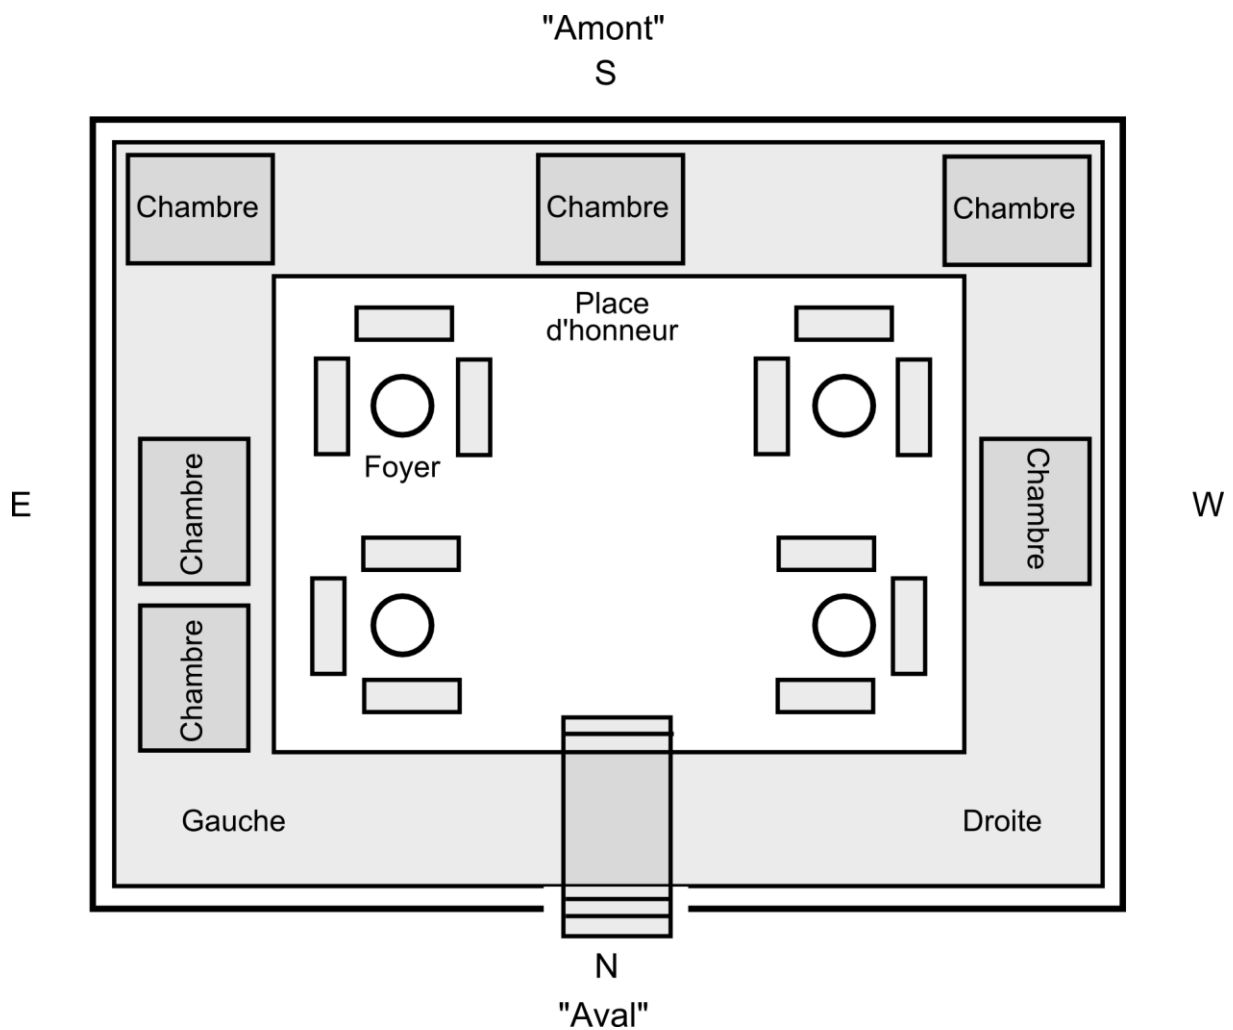 "Amont"
S
Chambre
Chambre
Chambre
Place
d'honneur
Foyer
Chambre
Chambre
E
W
Chambre
Gauche
Droite
N
"Aval"